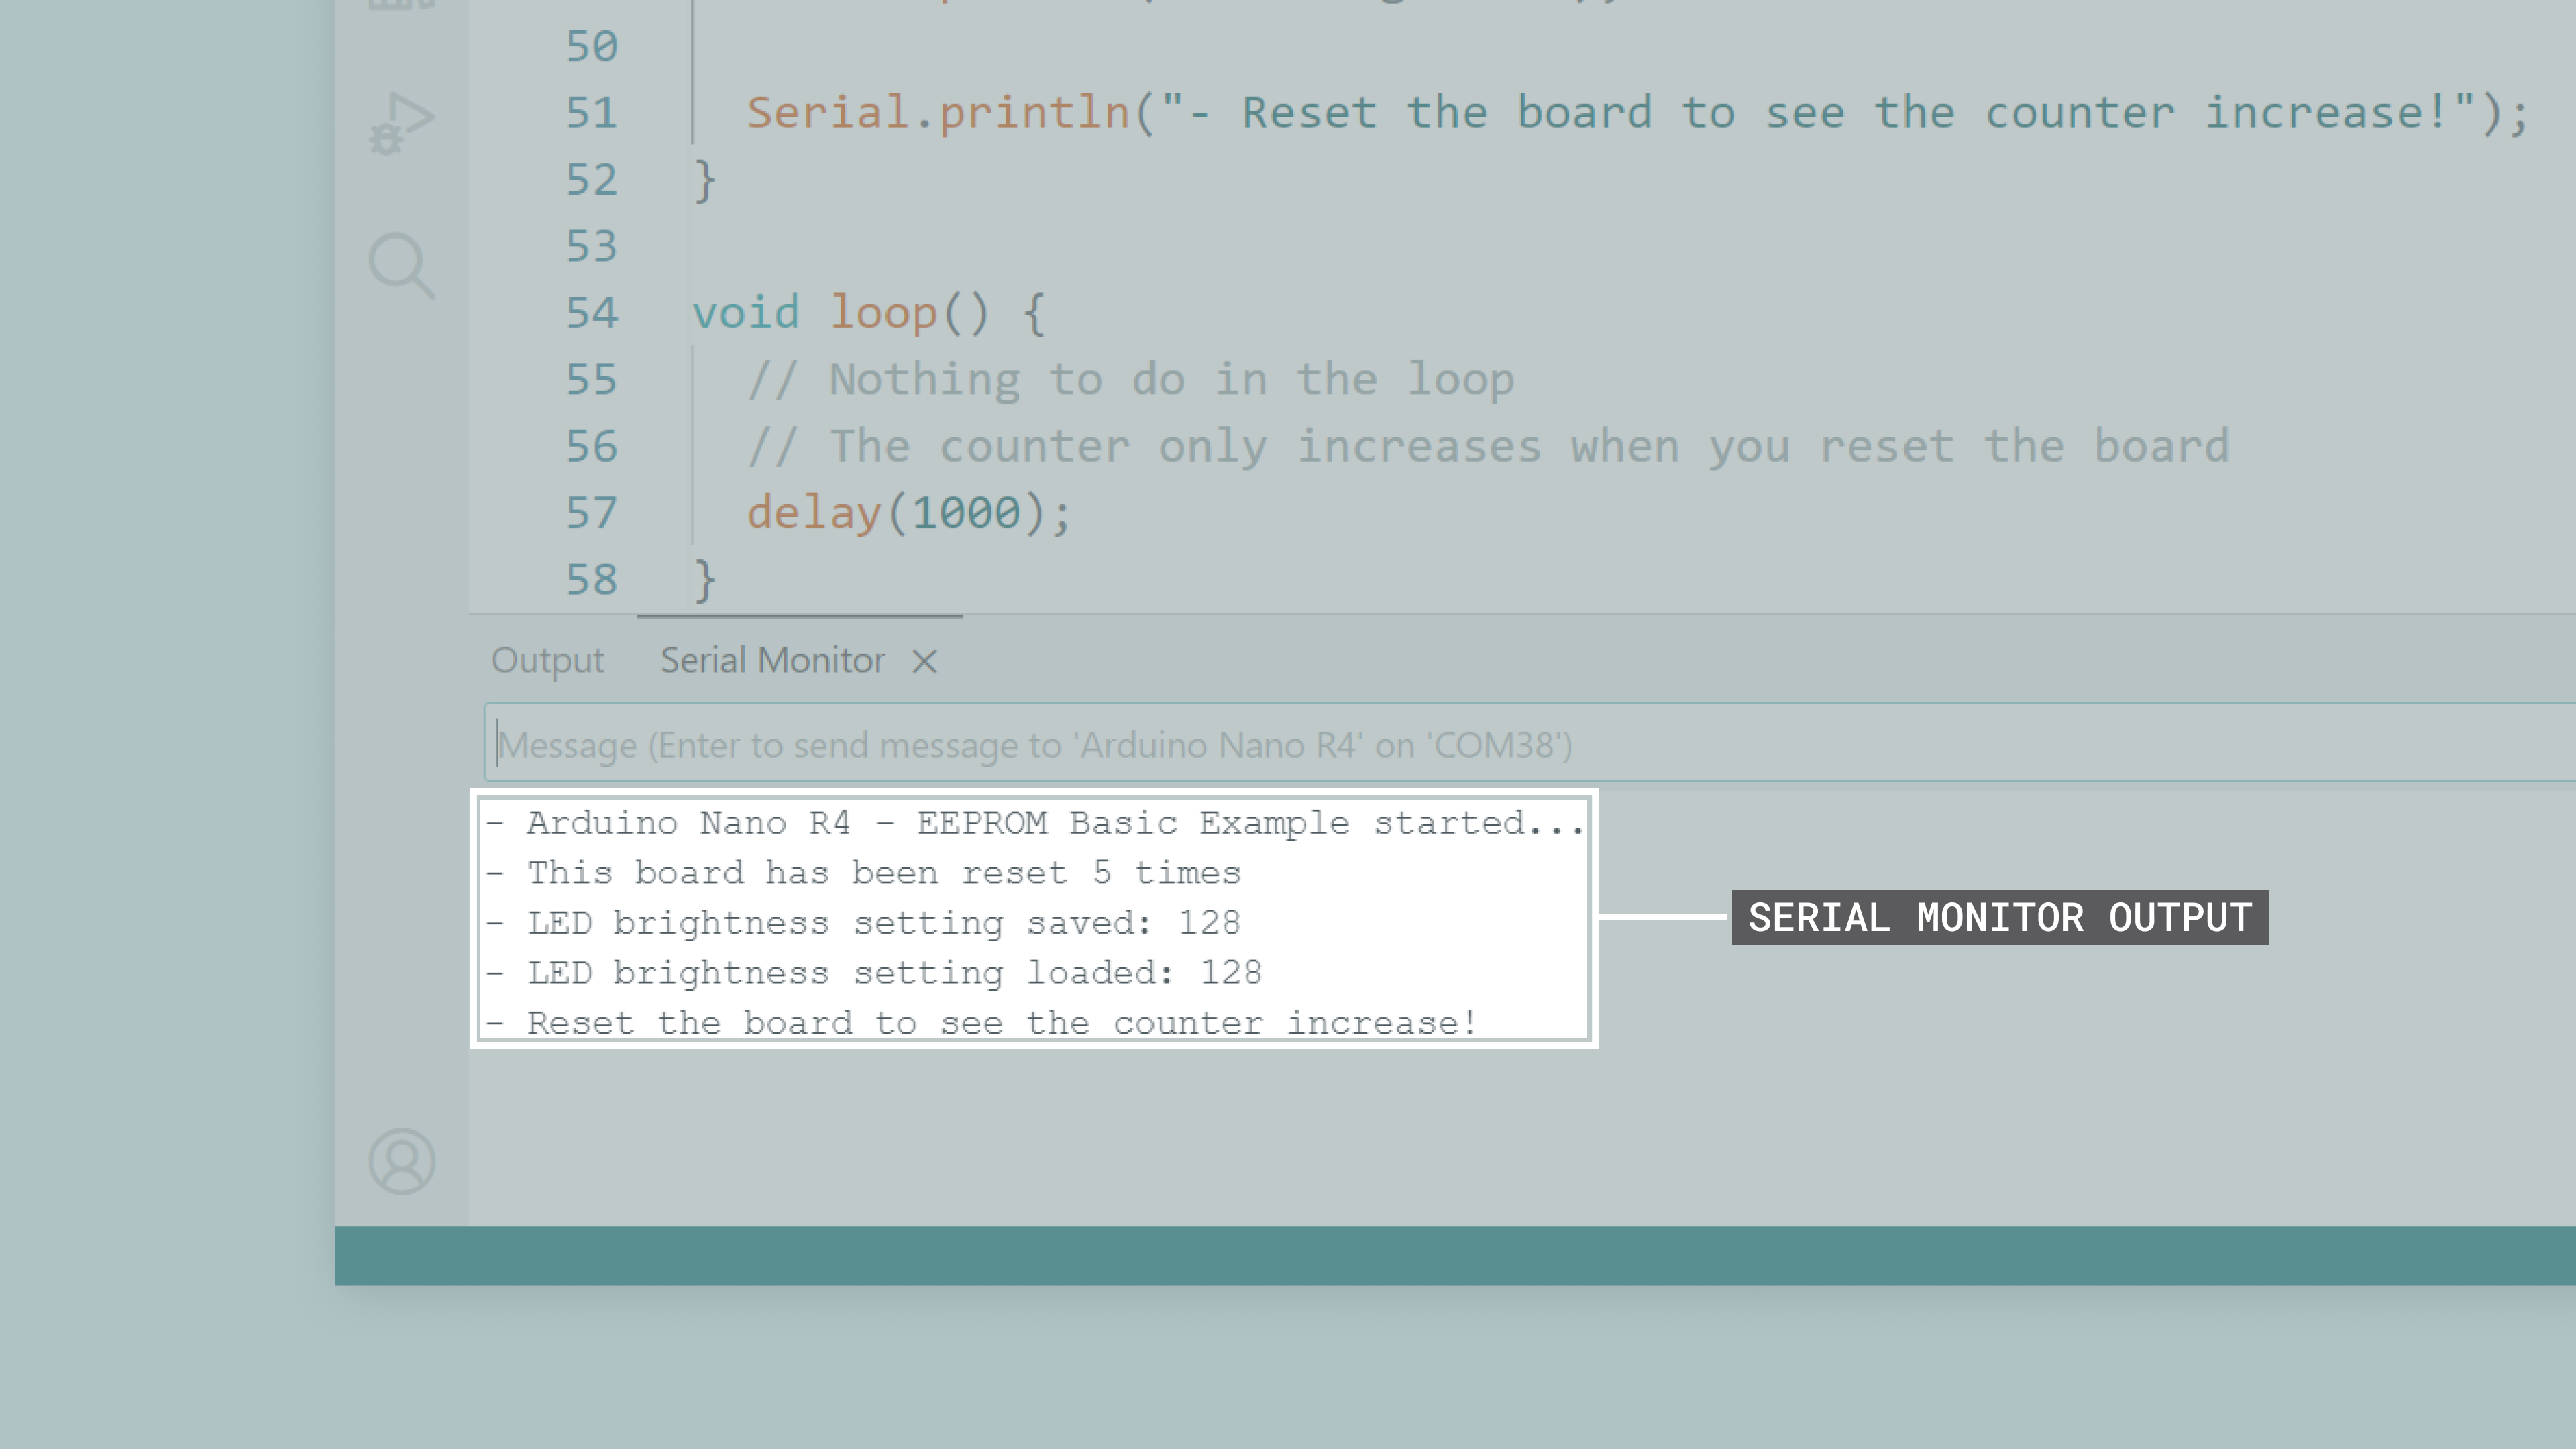 50
51 Serial.println("- Reset the board to see the counter increase!");
52 }
53
54 void loop() {
55 // Nothing to do in the loop
56 // The counter only increases when you reset the board
57 delay(1000);
58 }
Output Serial Monitor
Message (Enter to send message to 'Arduino Nano R4' on 'COM38')
- Arduino Nano R4 - EEPROM Basic Example started...
- This board has been reset 5 times
- LED brightness setting saved: 128
- LED brightness setting loaded: 128
- Reset the board to see the counter increase!
SERIAL MONITOR OUTPUT